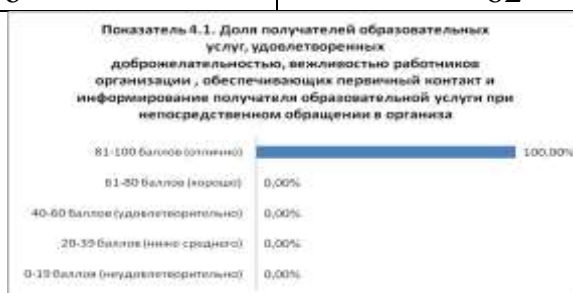 Показатель 4.1. Доля получателей образовательных
услуг, удовлетворенных
доброжелательностью, вежливостью работников
организации , обеспечивающих первичный контакт и
информирование получателя образовательной услуги при
непосредственном обращении в организа
81-100 баллов (отлично) 100,00%
61-80 баллов (хорошо) 0,00%
40-60 баллов (удовлетворительно) 0,00%
20-39 баллов (ниже среднего) 0,00%
0-19 баллов (неудовлетворительно) 0,00%